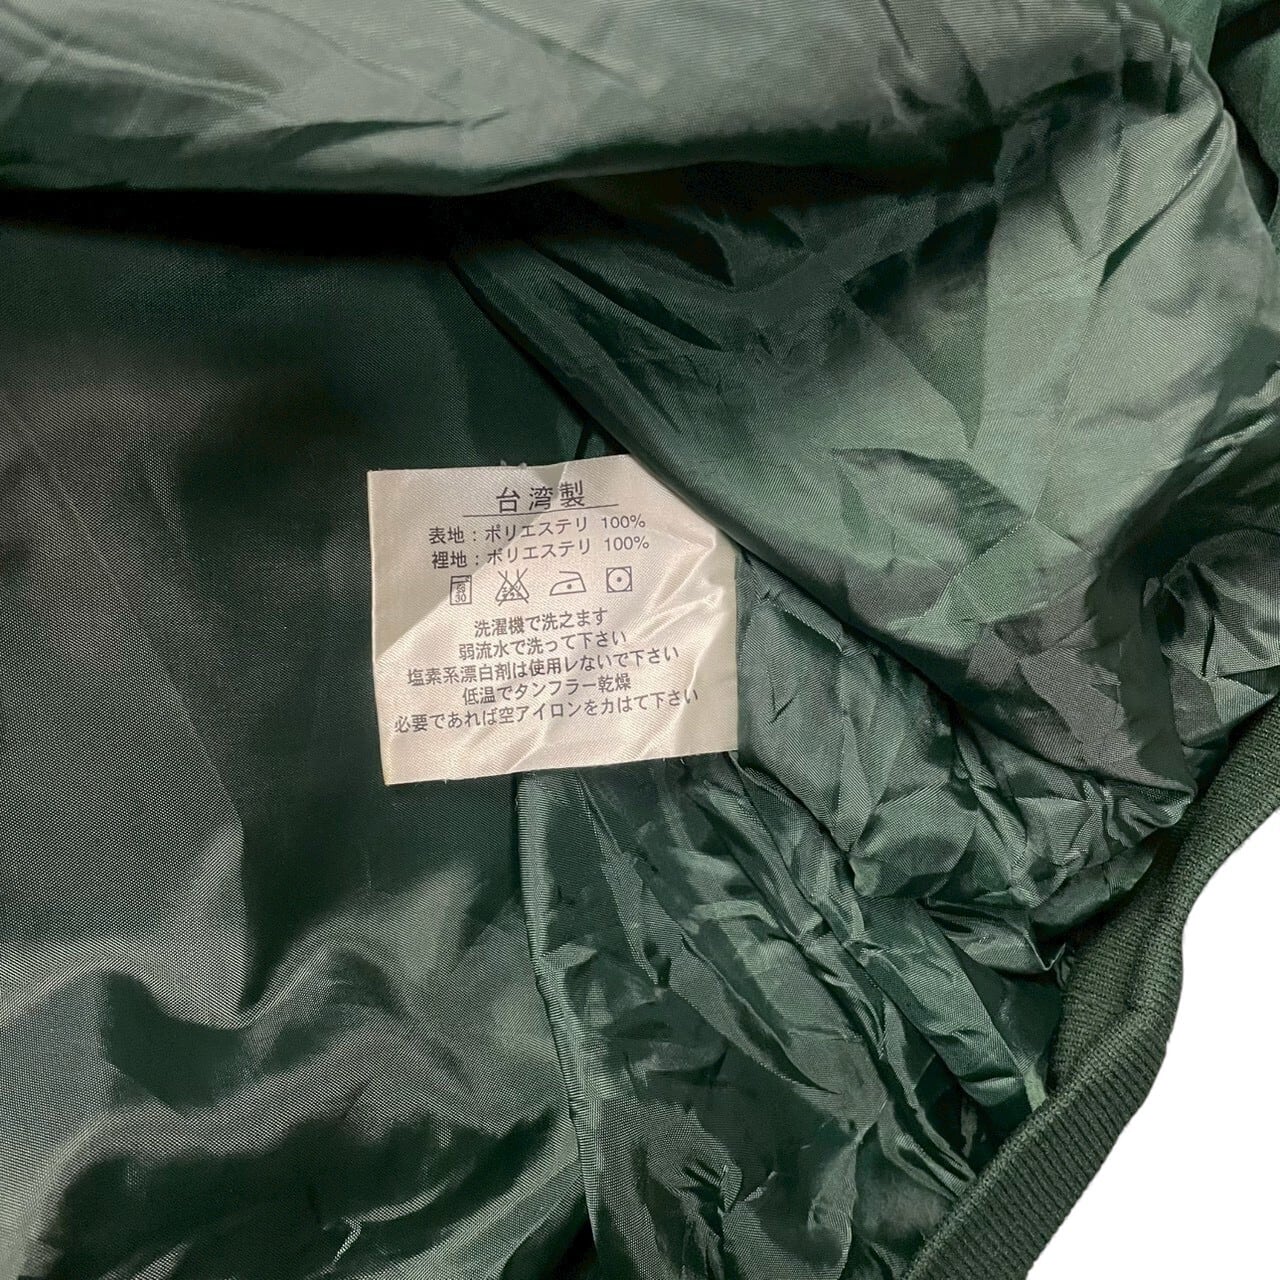 台湾製
表地:ポリエステリ 100%
裡地:ポリエステリ 100%
弱
30
洗濯機で洗之ます
弱流水で洗って下さい
塩素系漂白剤は使用レないで下さい
低温でタンフラー乾燥
必要であれば空アイロンをカはて下さい